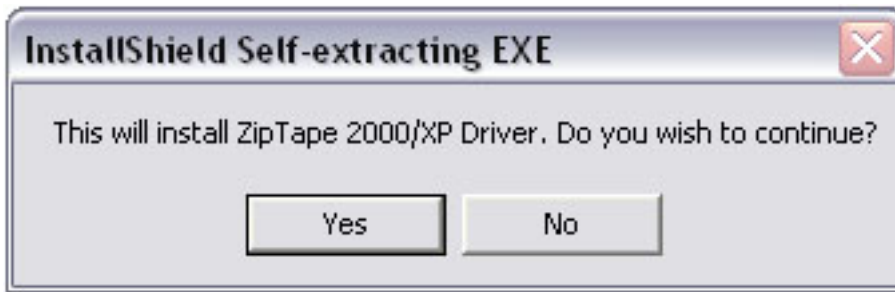 InstallShield Self-extracting EXE
This will install ZipTape 2000/XP Driver. Do you wish to continue?
Yes
No